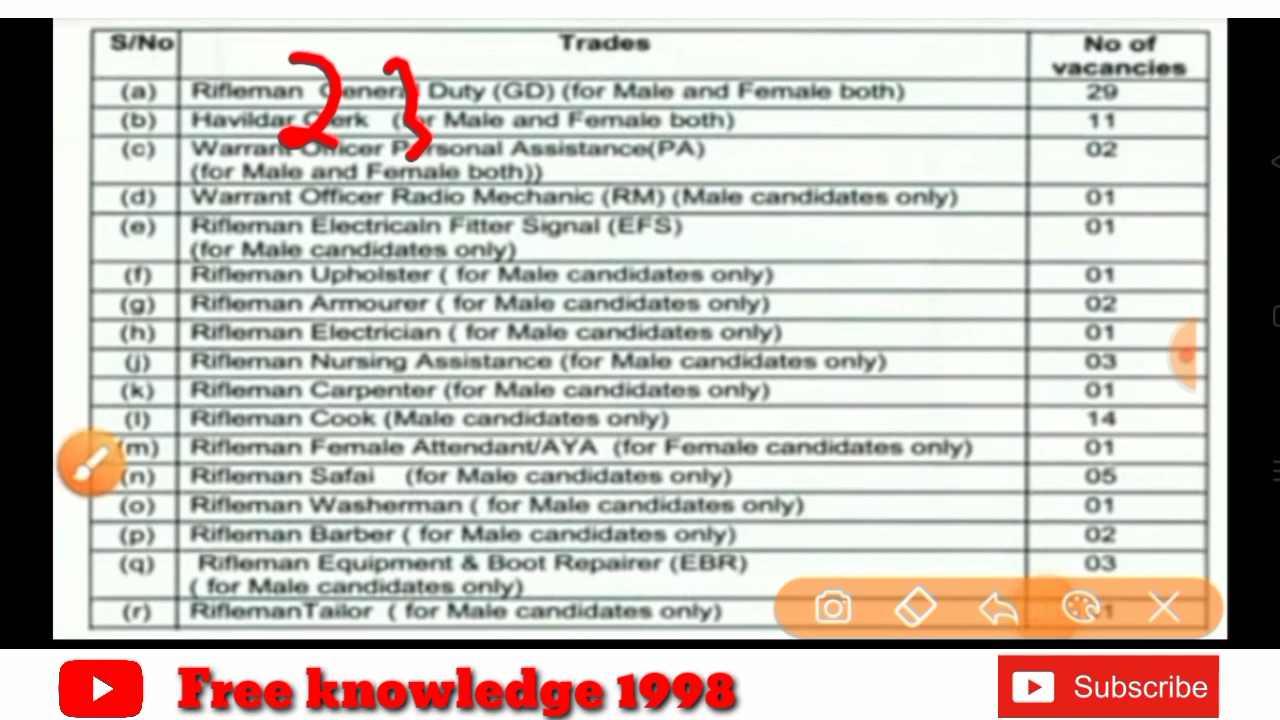 S/No Trades No of vacancies
(a) Rifleman General Duty (GD) (for Male and Female both) 29
(b) Havildar Clerk (for Male and Female both) 11
(c) Warrant Officer Personal Assistance(PA) 02
(for Male and Female both))
(d) Warrant Officer Radio Mechanic (RM) (Male candidates only) 01
(e) Rifleman Electricaln Fitter Signal (EFS) 01
(for Male candidates only)
(f) Rifleman Upholster ( for Male candidates only) 01
(g) Rifleman Armourer ( for Male candidates only) 02
(h) Rifleman Electrician ( for Male candidates only) 01
(j) Rifleman Nursing Assistance (for Male candidates only) 03
(k) Rifleman Carpenter (for Male candidates only) 01
(l) Rifleman Cook (Male candidates only) 14
(m) Rifleman Female Attendant/AYA (for Female candidates only) 01
(n) Rifleman Safai (for Male candidates only) 05
(o) Rifleman Washerman ( for Male candidates only) 01
(p) Rifleman Barber ( for Male candidates only) 02
(q) Rifleman Equipment & Boot Repairer (EBR) 03
( for Male candidates only)
(r) RiflemanTailor ( for Male candidates only)
23
Free knowledge 1998
Subscribe